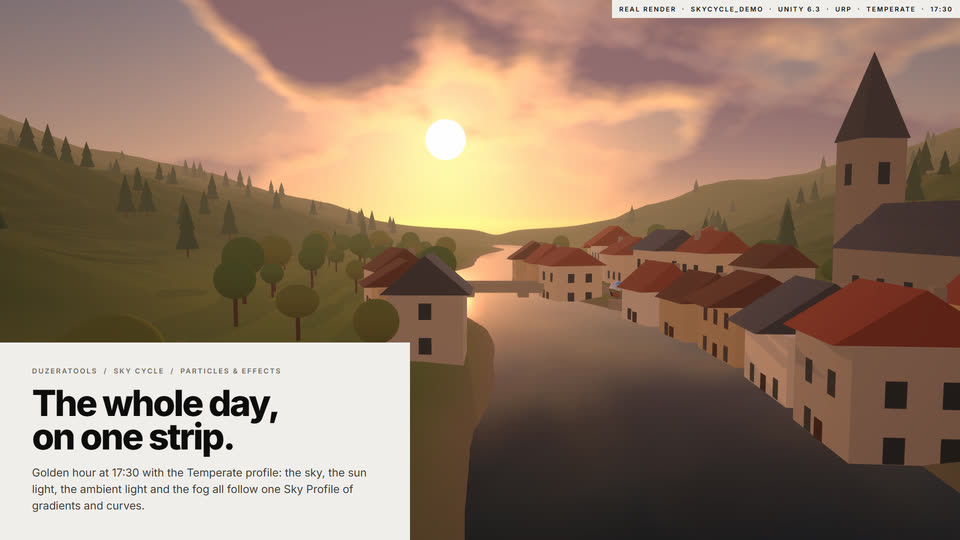 REAL RENDER · SKYCYCLE_DEMO · UNITY 6.3 · URP · TEMPERATE · 17:30
DUZERATOOLS / SKY CYCLE / PARTICLES & EFFECTS
The whole day,
on one strip.
Golden hour at 17:30 with the Temperate profile: the sky, the sun
light, the ambient light and the fog all follow one Sky Profile of
gradients and curves.